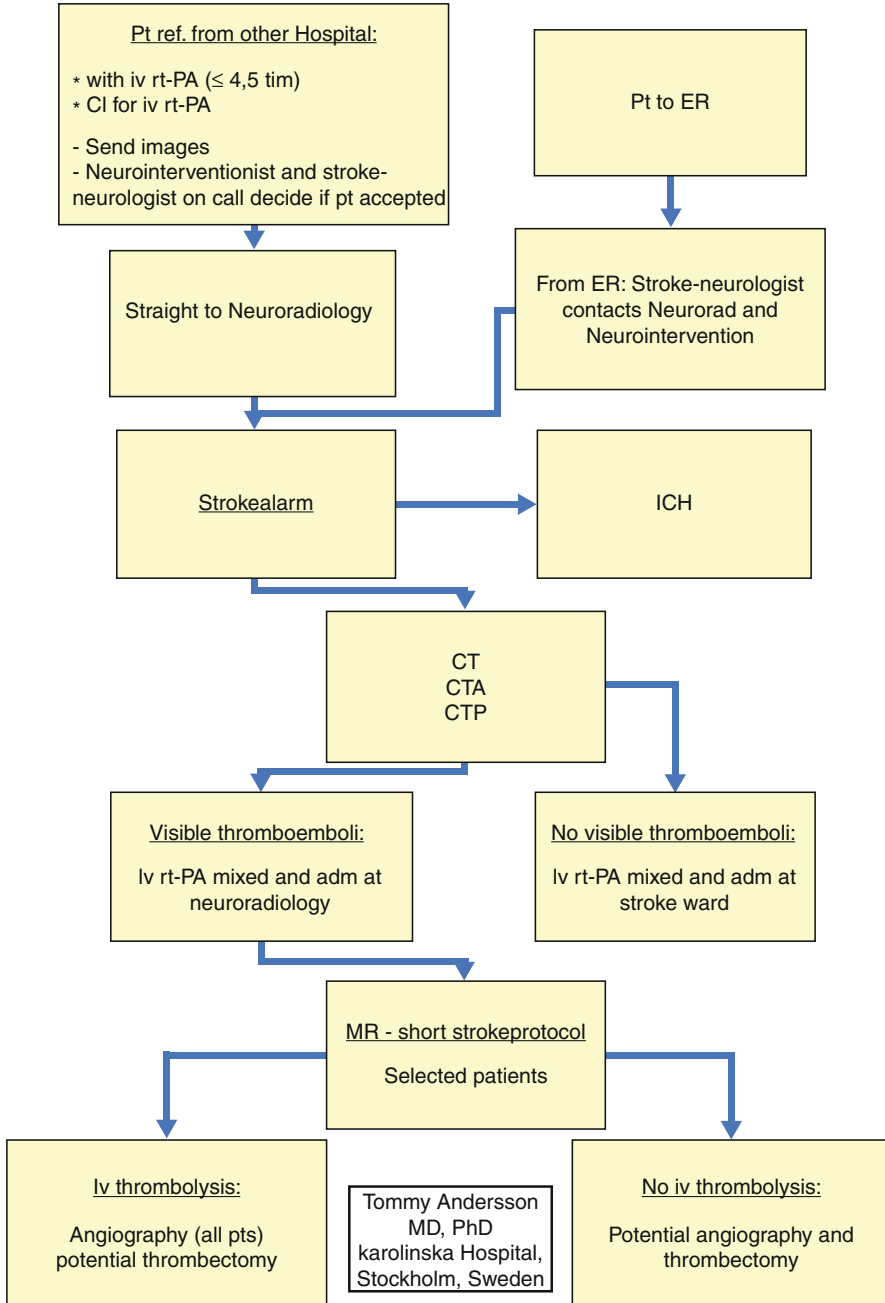 Pt ref. from other Hospital:
* with iv rt-PA (≤ 4,5 tim)
* CI for iv rt-PA
- Send images
- Neurointerventionist and stroke-
neurologist on call decide if pt accepted
Pt to ER
Straight to Neuroradiology
From ER: Stroke-neurologist
contacts Neurorad and
Neurointervention
Strokealarm
ICH
CT
CTA
CTP
Visible thromboemboli:
Iv rt-PA mixed and adm at
neuroradiology
No visible thromboemboli:
Iv rt-PA mixed and adm at
stroke ward
MR - short strokeprotocol
Selected patients
Iv thrombolysis:
Angiography (all pts)
potential thrombectomy
Tommy Andersson
MD, PhD
karolinska Hospital,
Stockholm, Sweden
No iv thrombolysis:
Potential angiography and
thrombectomy